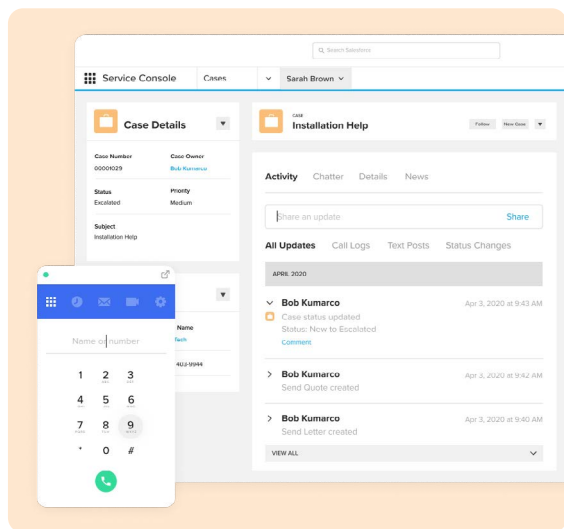 Search Salesforce
Service Console
Cases
Sarah Brown
Case Details
CASE
Installation Help
Follow
New Case
Case Number
Case Owner
00001029
Bob Kumarco
Status
Priority
Escalated
Medium
Subject
Installation Help
Activity
Chatter
Details
News
Share an update
Share
All Updates
Call Logs
Text Posts
Status Changes
APRIL 2020
Bob Kumarco
Apr 3, 2020 at 9:43 AM
Case status updated
Status: New to Escalated
Comment
Bob Kumarco
Apr 3, 2020 at 9:42 AM
Send Quote created
Bob Kumarco
Apr 3, 2020 at 9:40 AM
Send Letter created
VIEW ALL
Name
Tech
403-9944
Name or number
1 2 3
4 5 6
7 8 9
* 0 #